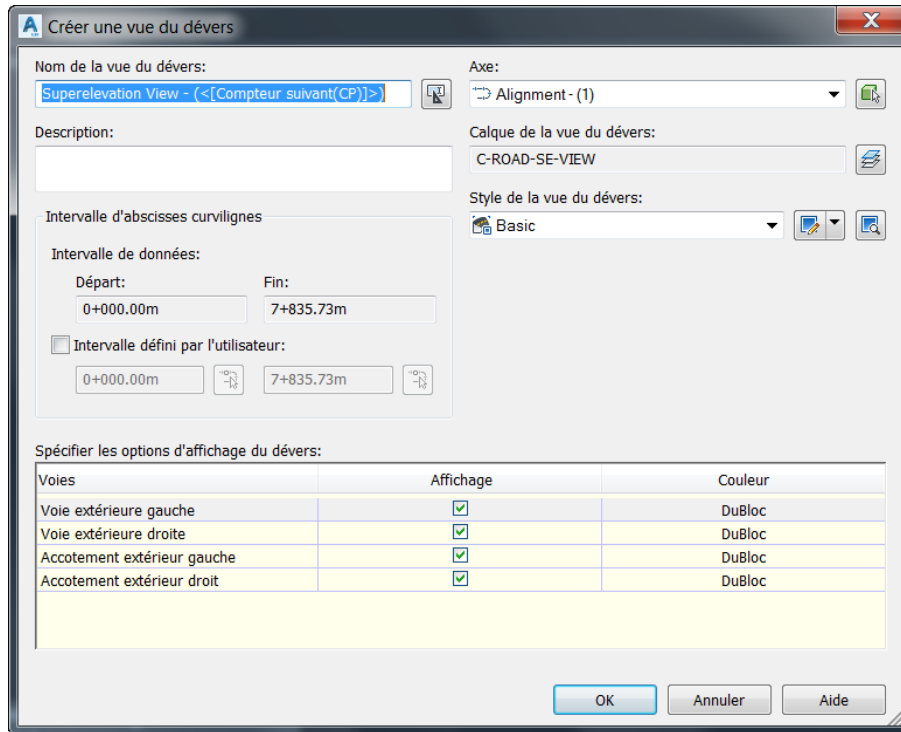 Créer une vue du dévers
Nom de la vue du dévers:
Superelevation View - (<[Compteur suivant(CP)]>)
Description:
Axe:
Alignment - (1)
Calque de la vue du dévers:
C-ROAD-SE-VIEW
Style de la vue du dévers:
Basic
Intervalle d'abscisses curvilignes
Intervalle de données:
Départ: Fin:
0+000.00m 7+835.73m
Intervalle défini par l'utilisateur:
0+000.00m 7+835.73m
Spécifier les options d'affichage du dévers:
Voies Affichage Couleur
Voie extérieure gauche DuBloc
Voie extérieure droite DuBloc
Accotement extérieur gauche DuBloc
Accotement extérieur droit DuBloc
OK Annuler Aide